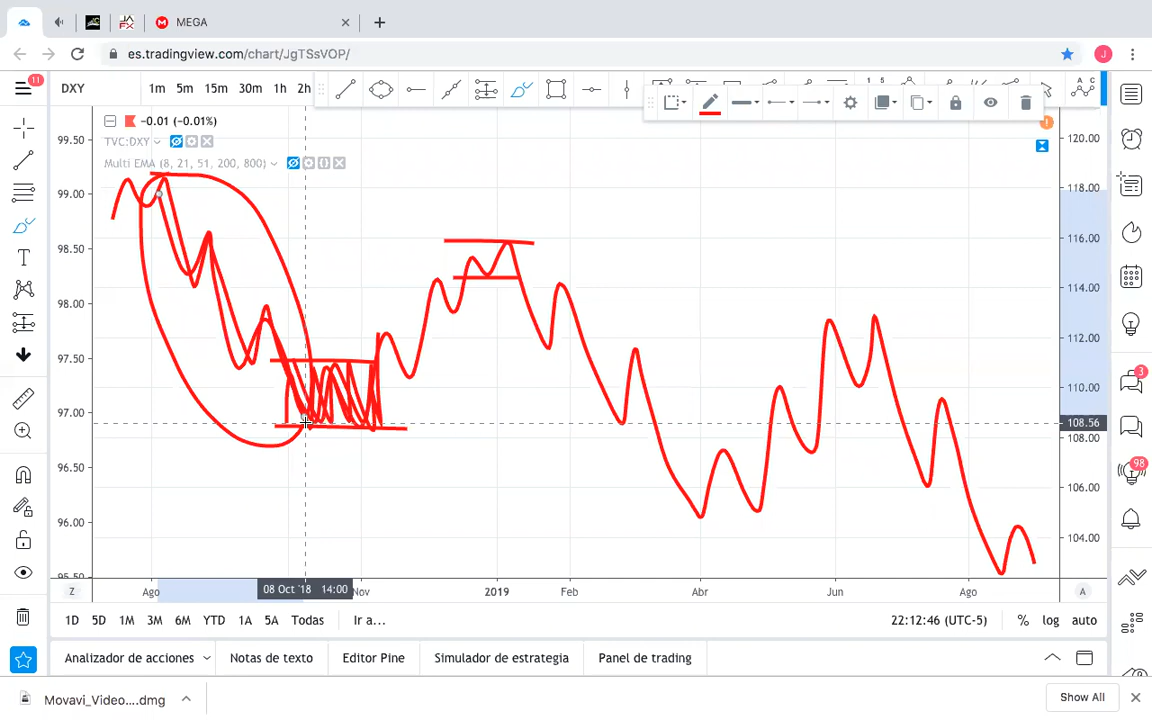 MEGA
es.tradingview.com/chart/JgTSsVOP/
J
11
DXY 1m 5m 15m 30m 1h 2h
−0.01 (−0.01%)
TVC:DXY
Multi EMA (8, 21, 51, 200, 800)
99.50
99.00
98.50
98.00
97.50
97.00
96.50
96.00
95.50
120.00
118.00
116.00
114.00
112.00
110.00
108.56
108.00
106.00
104.00
3
98
Z Ago 08 Oct '18 14:00 Nov 2019 Feb Abr Jun Ago A
1D 5D 1M 3M 6M YTD 1A 5A Todas Ir a... 22:12:46 (UTC-5) % log auto
Analizador de acciones Notas de texto Editor Pine Simulador de estrategia Panel de trading
Movavi_Video....dmg Show All